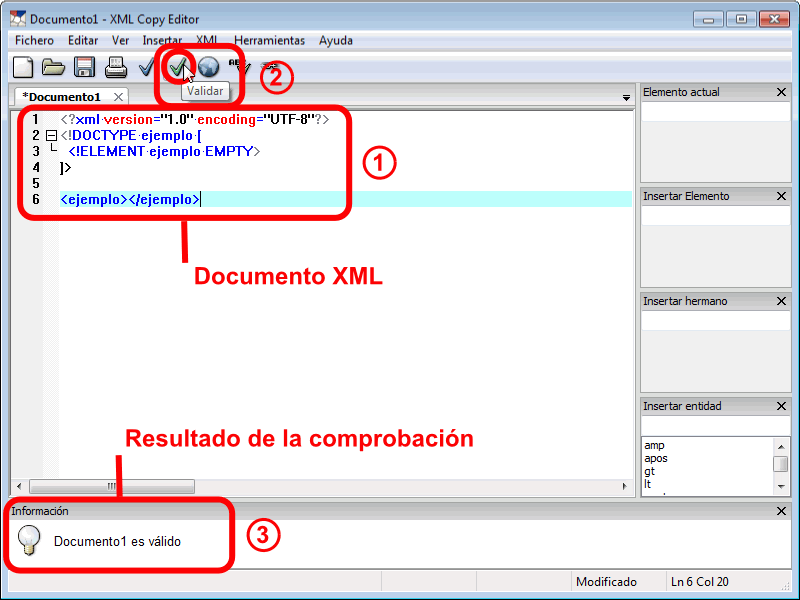 Documento1 - XML Copy Editor
Fichero Editar Ver Insertar XML Herramientas Ayuda
ABC
2
Validar
*Documento1
Elemento actual
1 <?xml version="1.0" encoding="UTF-8"?>
2 <!DOCTYPE ejemplo [
3 <!ELEMENT ejemplo EMPTY>
4 ]>
5
6 <ejemplo></ejemplo>
1
Insertar Elemento
Documento XML
Insertar hermano
Insertar entidad
amp
apos
gt
lt
Resultado de la comprobación
Información
Documento1 es válido
3
Modificado
Ln 6 Col 20